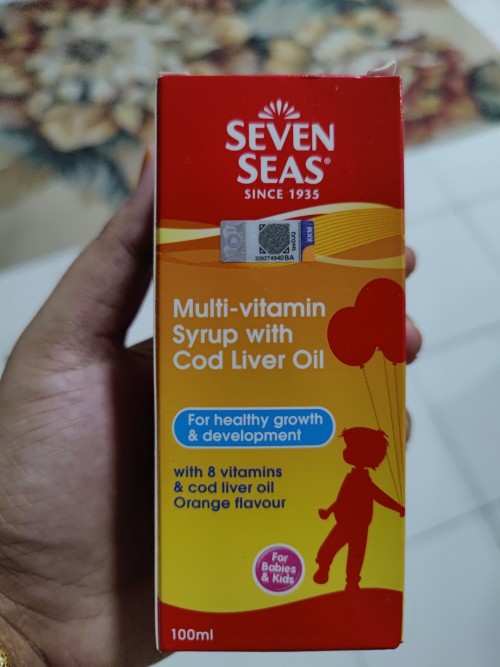 SEVEN
SEAS®
SINCE 1935
Multi-vitamin
Syrup with
Cod Liver Oil
For healthy growth
& development
with 8 vitamins
& cod liver oil
Orange flavour
For
Babies
& Kids
100ml